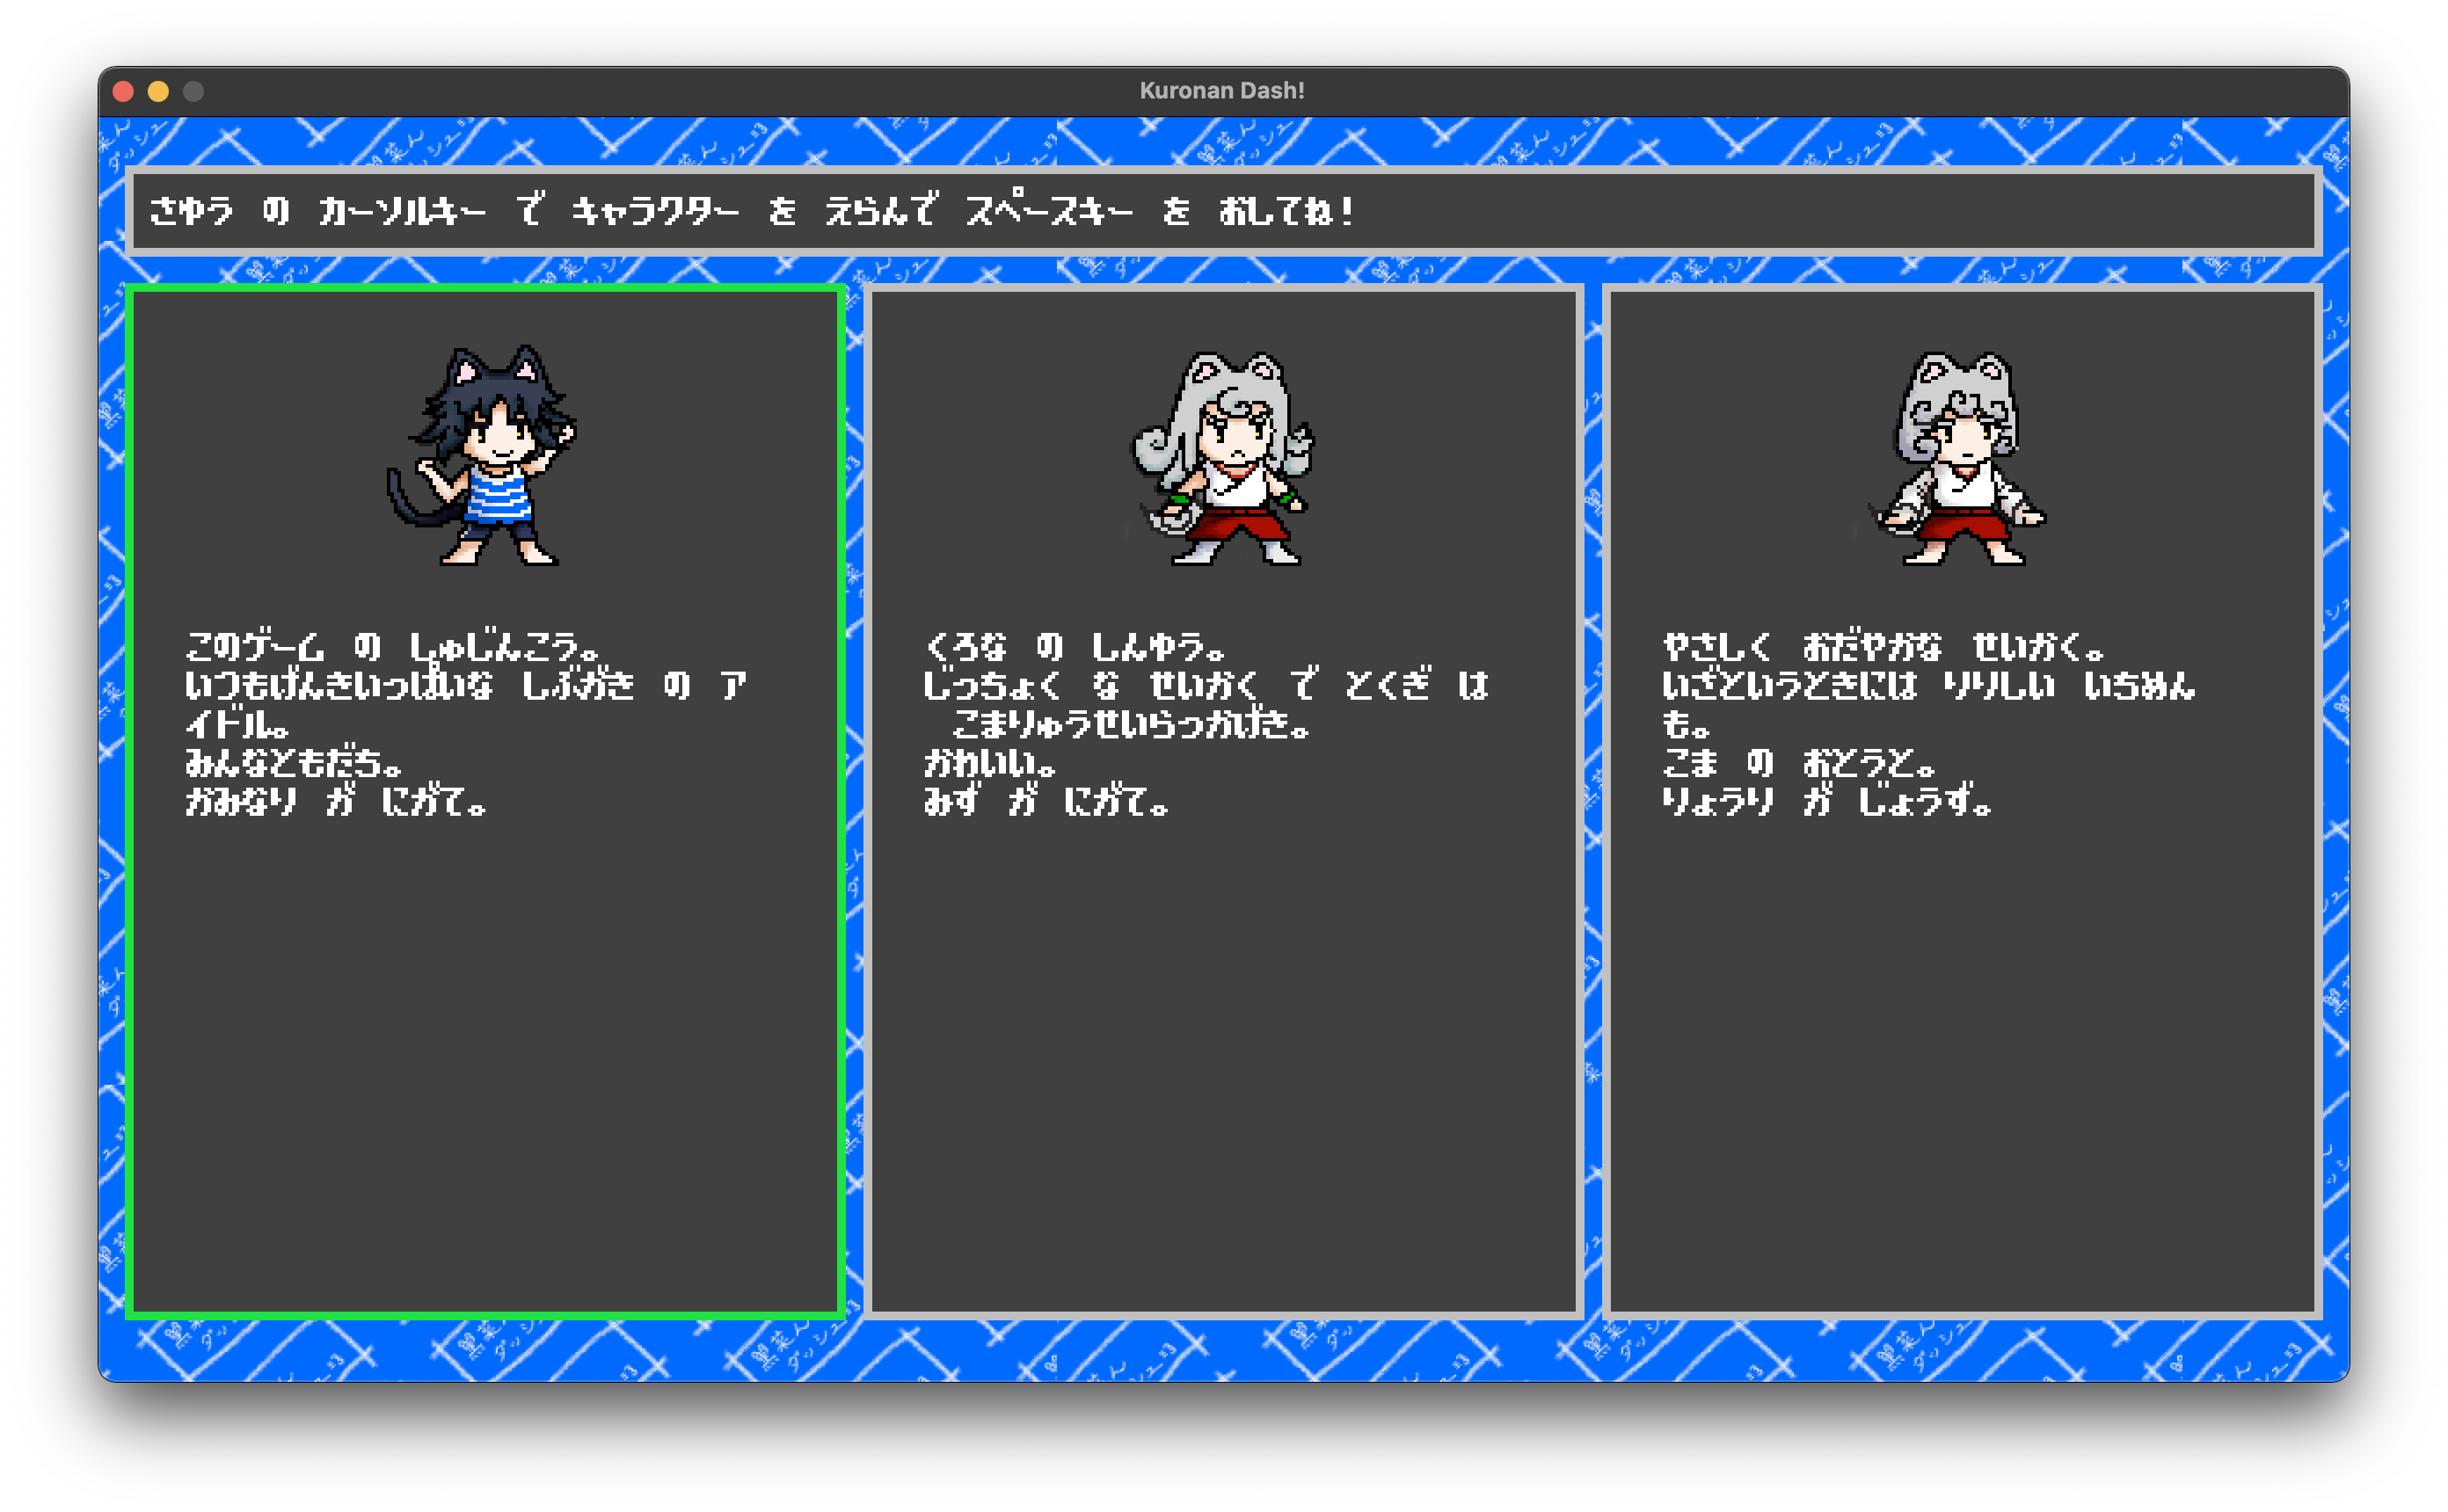 Kuronan Dash!
さゆう の カーソルキー で キャラクター を えらんで スペースキー を おしてね！
このゲーム の しゅじんこう。
いつもげんきいっぱいな しぶがき の ア
イドル。
みんなともだち。
かみなり が にがて。
くろな の しんゆう。
じっちょく な せいかく で とくぎ は
こまりゅうせいらっかげき。
かわいい。
みず が にがて。
やさしく おだやかな せいかく。
いざというときには りりしい いちめん
も。
こま の おとうと。
りょうり が じょうず。